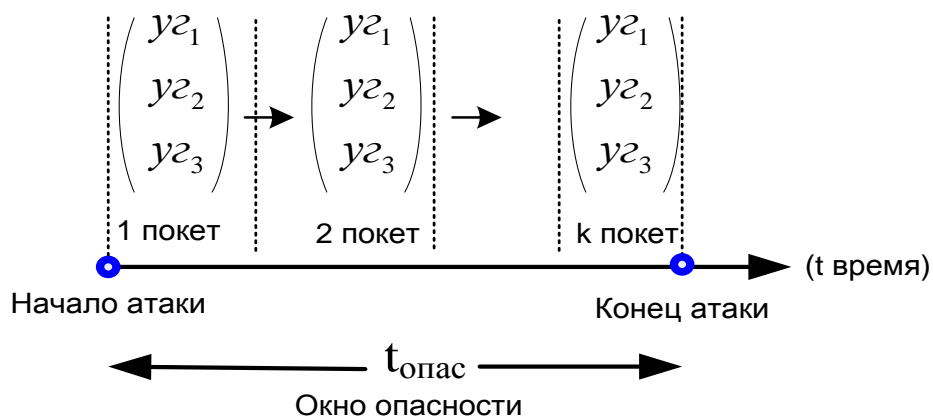 уг₁ уг₁ уг₁
уг₂ уг₂ уг₂
уг₃ уг₃ уг₃
1 покет 2 покет k покет
(t время)
Начало атаки Конец атаки
tопас
Окно опасности